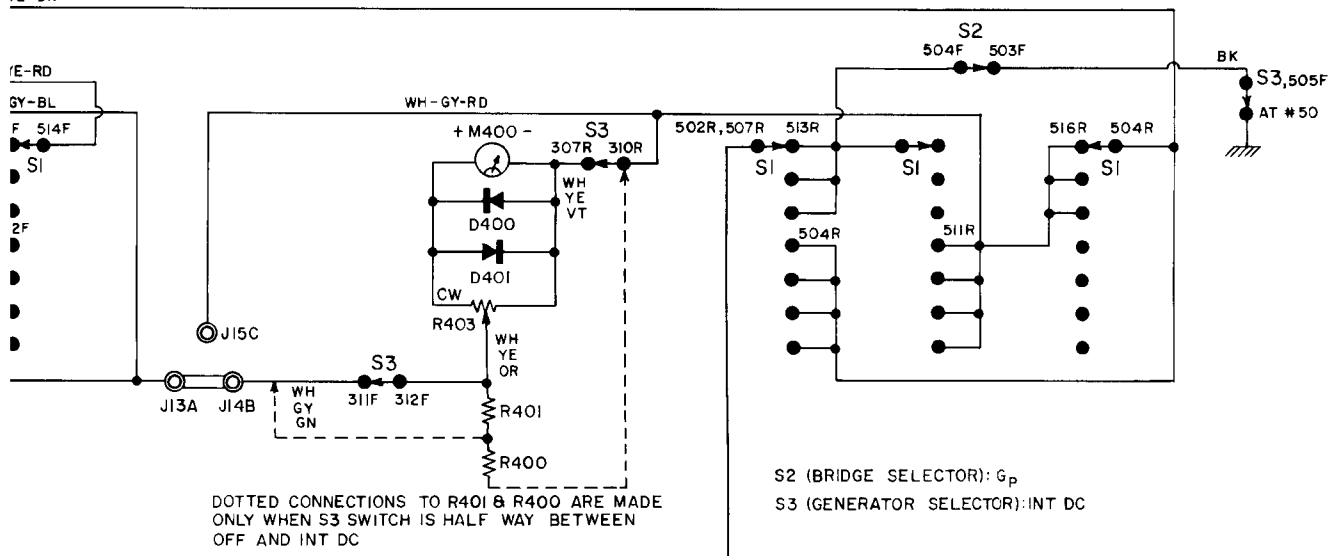 S2
504F 503F
BK
S3,505F
AT #50
YE-RD
GY-BL
F 514F
S1
2F
WH-GY-RD
+ M400 -
S3
307R 310R
WH
YE
VT
D400
D401
CW
R403
WH
YE
OR
J15C
S3
311F 312F
J13A J14B
WH
GY
GN
R401
R400
502R,507R 513R
S1
S1
516R 504R
S1
504R
511R
DOTTED CONNECTIONS TO R401 & R400 ARE MADE
ONLY WHEN S3 SWITCH IS HALF WAY BETWEEN
OFF AND INT DC
S2 (BRIDGE SELECTOR): Gp
S3 (GENERATOR SELECTOR): INT DC